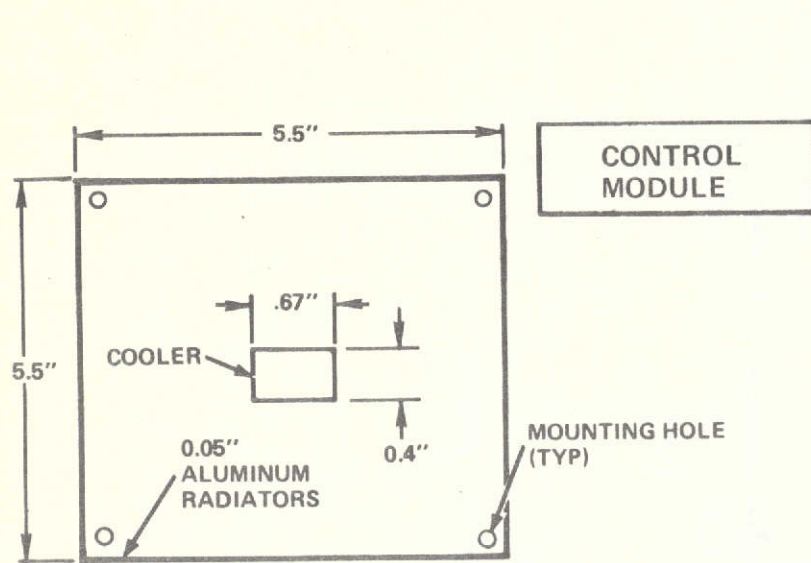 5.5″
CONTROL
MODULE
.67″
COOLER
5.5″
0.4″
MOUNTING HOLE
(TYP)
0.05″
ALUMINUM
RADIATORS